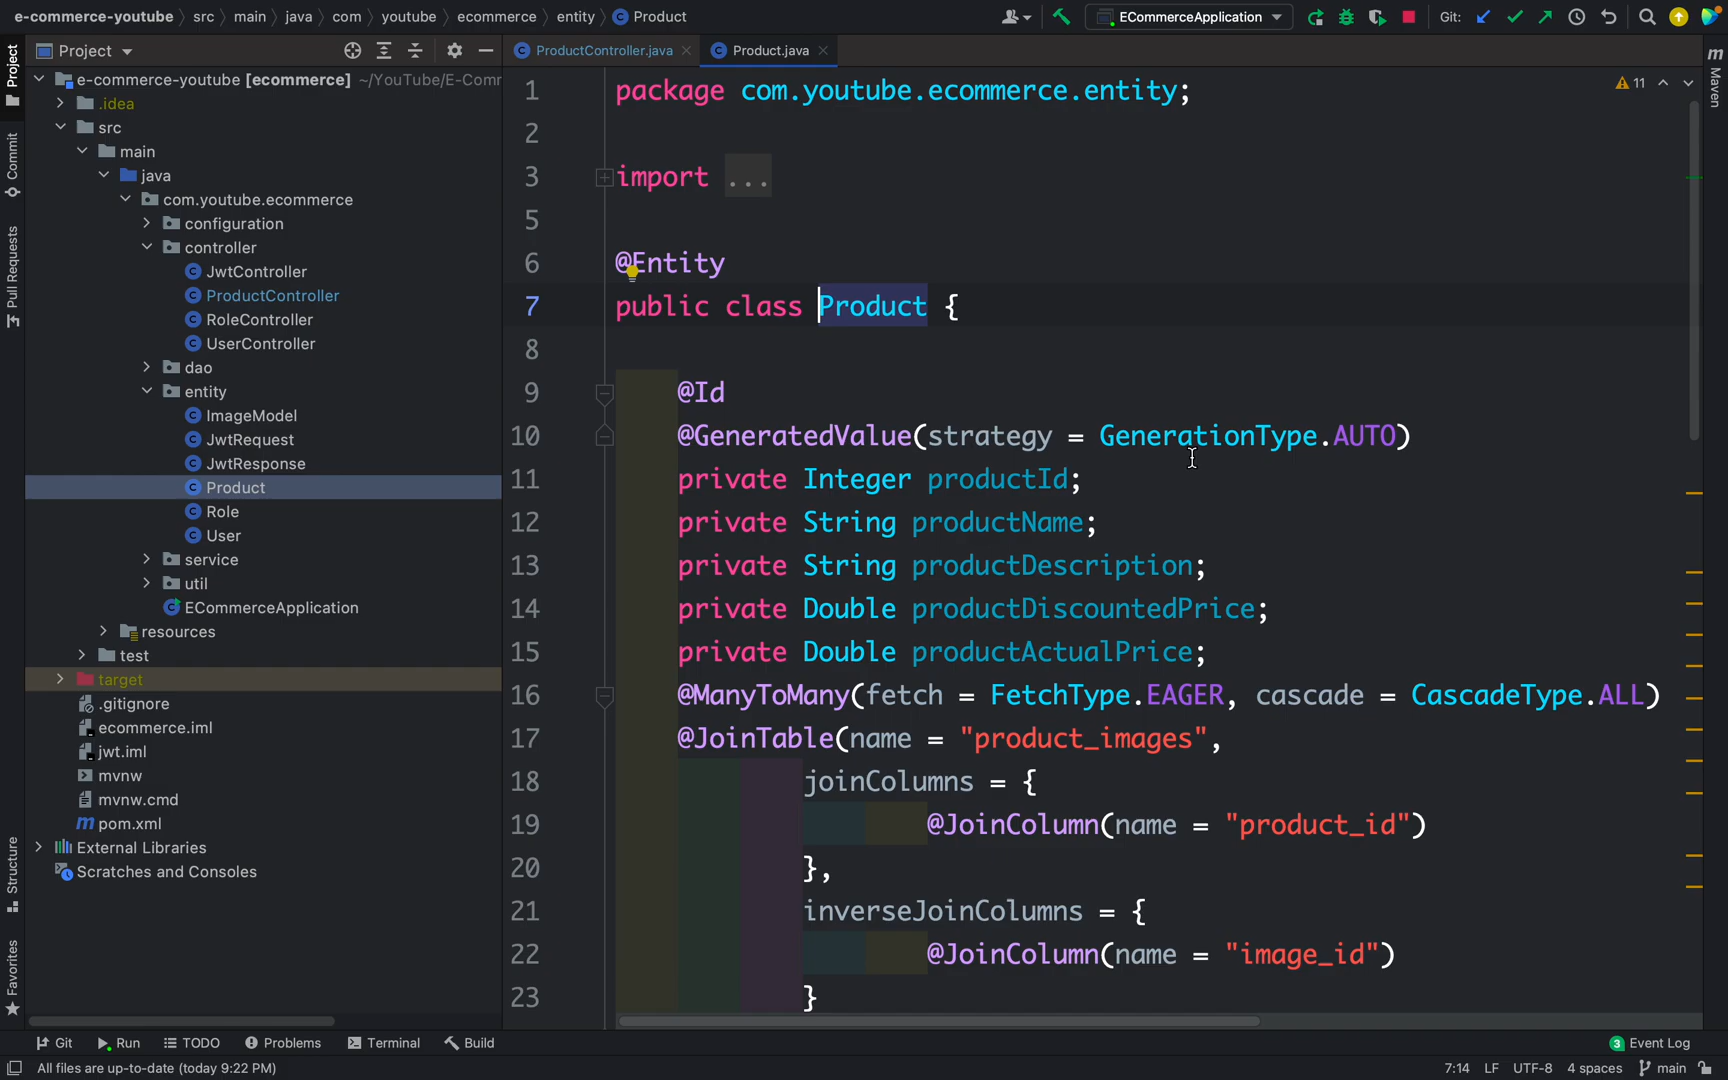 e-commerce-youtube src main java com youtube ecommerce entity Product
ECommerceApplication
Git:
Project
ProductController.java
Product.java
e-commerce-youtube [ecommerce] ~/YouTube/E-Comm
.idea
src
main
java
com.youtube.ecommerce
configuration
controller
JwtController
ProductController
RoleController
UserController
dao
entity
ImageModel
JwtRequest
JwtResponse
Product
Role
User
service
util
ECommerceApplication
resources
test
target
.gitignore
ecommerce.iml
jwt.iml
mvnw
mvnw.cmd
pom.xml
External Libraries
Scratches and Consoles
Project
Commit
Pull Requests
Structure
Favorites
11
1 package com.youtube.ecommerce.entity;
2
3 import ...
5
6 @Entity
7 public class Product {
8
9 @Id
10 @GeneratedValue(strategy = GenerationType.AUTO)
11 private Integer productId;
12 private String productName;
13 private String productDescription;
14 private Double productDiscountedPrice;
15 private Double productActualPrice;
16 @ManyToMany(fetch = FetchType.EAGER, cascade = CascadeType.ALL)
17 @JoinTable(name = "product_images",
18 joinColumns = {
19 @JoinColumn(name = "product_id")
20 },
21 inverseJoinColumns = {
22 @JoinColumn(name = "image_id")
23 }
m Maven
Git Run TODO Problems Terminal Build
3 Event Log
All files are up-to-date (today 9:22 PM)
7:14 LF UTF-8 4 spaces main